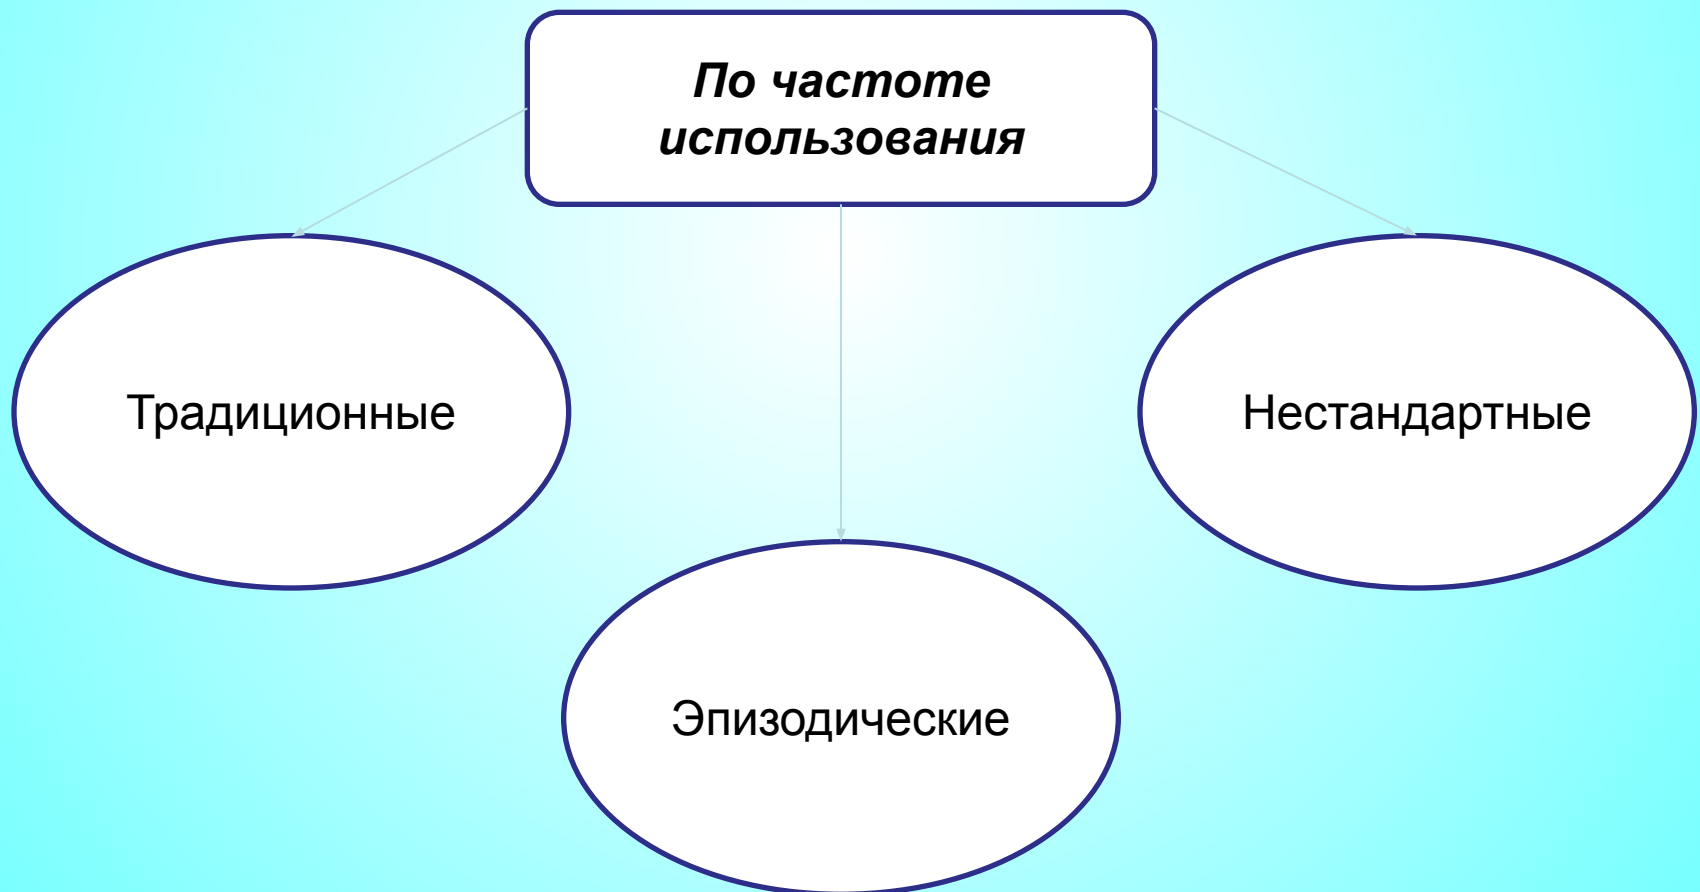 По частоте
использования
Традиционные
Нестандартные
Эпизодические